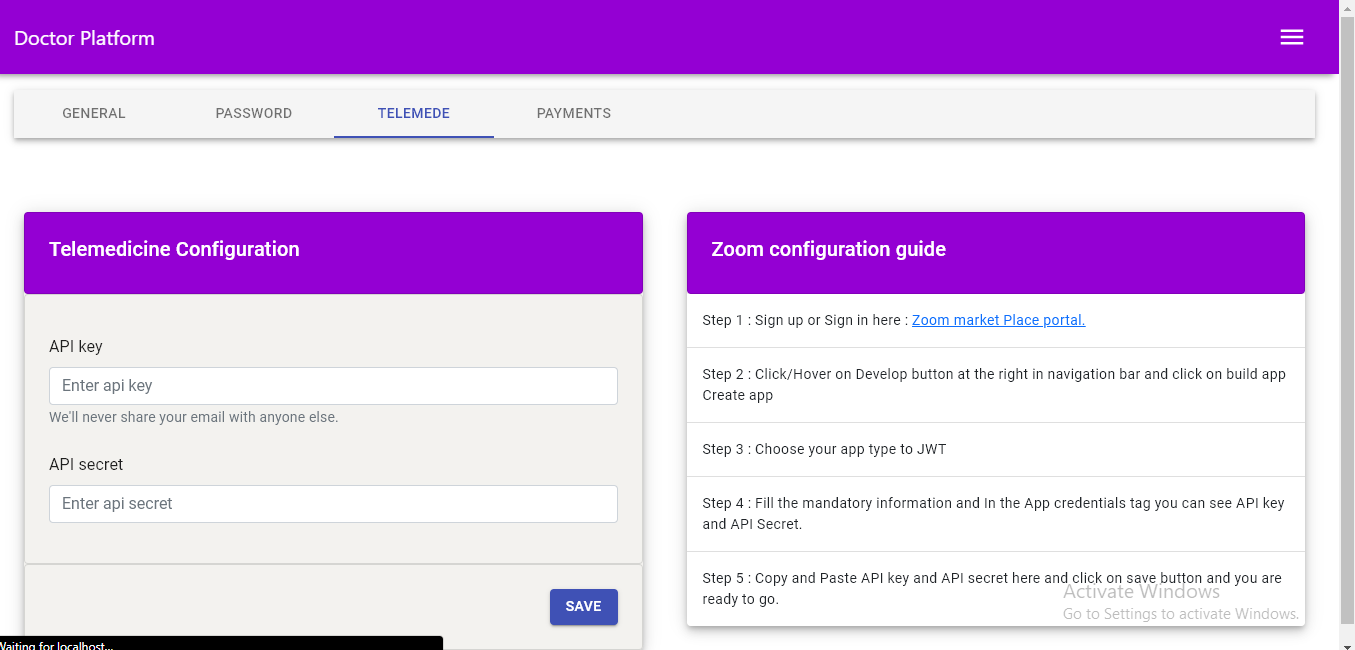 Doctor Platform
GENERAL
PASSWORD
TELEMEDE
PAYMENTS
Telemedicine Configuration
API key
Enter api key
We'll never share your email with anyone else.
API secret
Enter api secret
SAVE
Zoom configuration guide
Step 1 : Sign up or Sign in here : Zoom market Place portal.
Step 2 : Click/Hover on Develop button at the right in navigation bar and click on build app
Create app
Step 3 : Choose your app type to JWT
Step 4 : Fill the mandatory information and In the App credentials tag you can see API key
and API Secret.
Step 5 : Copy and Paste API key and API secret here and click on save button and you are
ready to go.
Activate Windows
Go to Settings to activate Windows.
Waiting for localhost...